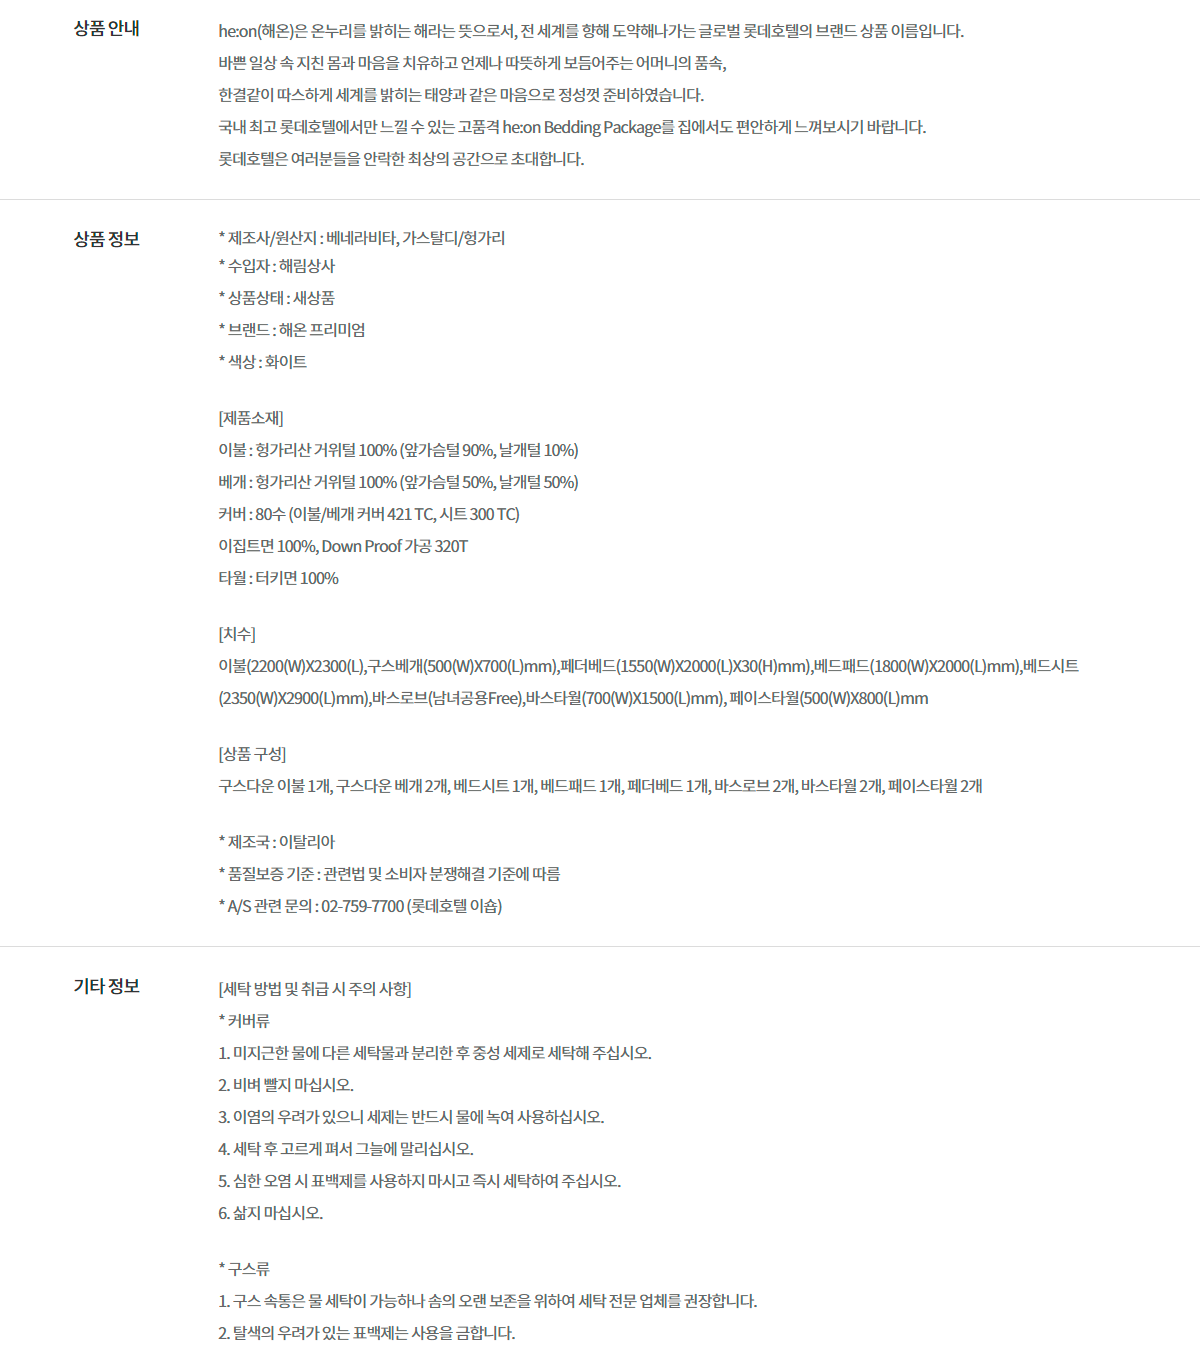 상품 안내
he:on(해온)은 온누리를 밝히는 해라는 뜻으로서, 전 세계를 향해 도약해나가는 글로벌 롯데호텔의 브랜드 상품 이름입니다.
바쁜 일상 속 지친 몸과 마음을 치유하고 언제나 따뜻하게 보듬어주는 어머니의 품속,
한결같이 따스하게 세계를 밝히는 태양과 같은 마음으로 정성껏 준비하였습니다.
국내 최고 롯데호텔에서만 느낄 수 있는 고품격 he:on Bedding Package를 집에서도 편안하게 느껴보시기 바랍니다.
롯데호텔은 여러분들을 안락한 최상의 공간으로 초대합니다.
상품 정보
* 제조사/원산지 : 베네라비타, 가스탈디/헝가리
* 수입자 : 해림상사
* 상품상태 : 새상품
* 브랜드 : 해온 프리미엄
* 색상 : 화이트
[제품소재]
이불 : 헝가리산 거위털 100% (앞가슴털 90%, 날개털 10%)
베개 : 헝가리산 거위털 100% (앞가슴털 50%, 날개털 50%)
커버 : 80수 (이불/베개 커버 421 TC, 시트 300 TC)
이집트면 100%, Down Proof 가공 320T
타월 : 터키면 100%
[치수]
이불(2200(W)X2300(L),구스베개(500(W)X700(L)mm),페더베드(1550(W)X2000(L)X30(H)mm),베드패드(1800(W)X2000(L)mm),베드시트
(2350(W)X2900(L)mm),바스로브(남녀공용Free),바스타월(700(W)X1500(L)mm), 페이스타월(500(W)X800(L)mm
[상품 구성]
구스다운 이불 1개, 구스다운 베개 2개, 베드시트 1개, 베드패드 1개, 페더베드 1개, 바스로브 2개, 바스타월 2개, 페이스타월 2개
* 제조국 : 이탈리아
* 품질보증 기준 : 관련법 및 소비자 분쟁해결 기준에 따름
* A/S 관련 문의 : 02-759-7700 (롯데호텔 이숍)
기타 정보
[세탁 방법 및 취급 시 주의 사항]
* 커버류
1. 미지근한 물에 다른 세탁물과 분리한 후 중성 세제로 세탁해 주십시오.
2. 비벼 빨지 마십시오.
3. 이염의 우려가 있으니 세제는 반드시 물에 녹여 사용하십시오.
4. 세탁 후 고르게 펴서 그늘에 말리십시오.
5. 심한 오염 시 표백제를 사용하지 마시고 즉시 세탁하여 주십시오.
6. 삶지 마십시오.
* 구스류
1. 구스 속통은 물 세탁이 가능하나 솜의 오랜 보존을 위하여 세탁 전문 업체를 권장합니다.
2. 탈색의 우려가 있는 표백제는 사용을 금합니다.